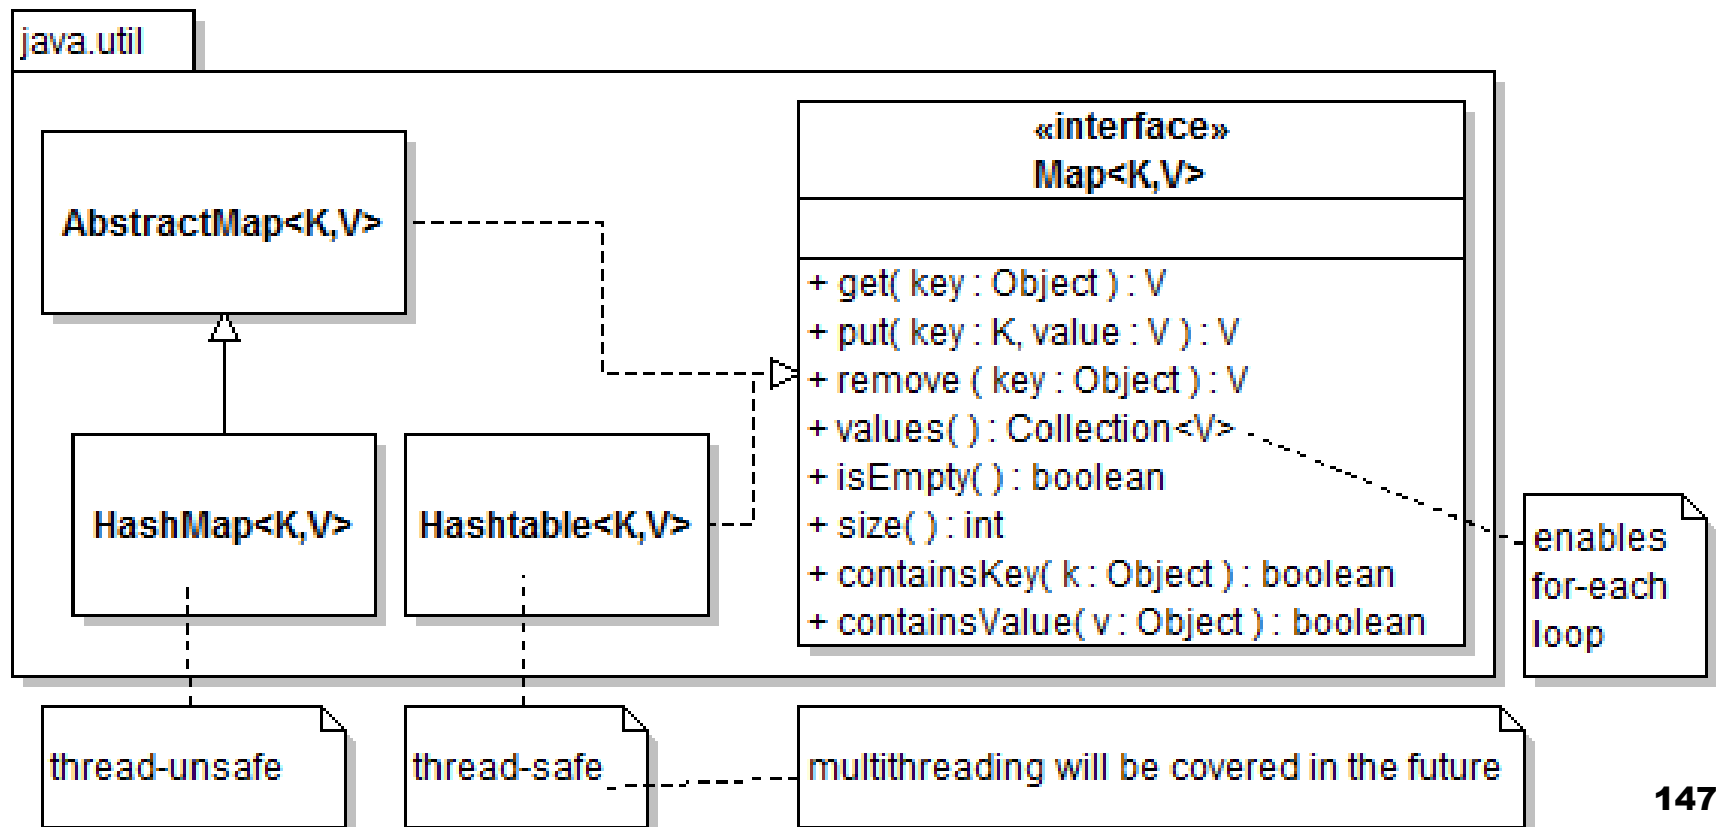 java.util
AbstractMap<K,V>
HashMap<K,V>
Hashtable<K,V>
«interface»
Map<K,V>
+ get( key : Object ) : V
+ put( key : K, value : V ) : V
+ remove ( key : Object ) : V
+ values( ) : Collection<V>
+ isEmpty( ) : boolean
+ size( ) : int
+ containsKey( k : Object ) : boolean
+ containsValue( v : Object ) : boolean
enables
for-each
loop
thread-unsafe
thread-safe
multithreading will be covered in the future
147